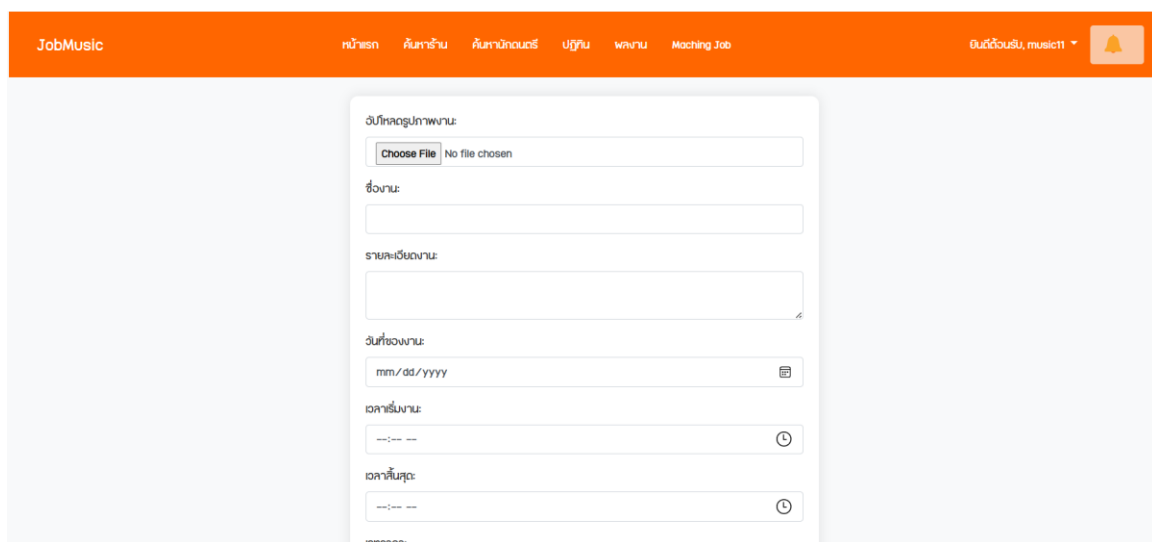 JobMusic
หน้าแรก ค้นหาร้าน ค้นหานักดนตรี ปฏิทิน ผลงาน Maching Job
ยินดีต้อนรับ, music11
อัปโหลดรูปภาพงาน:
Choose File No file chosen
ชื่องาน:
รายละเอียดงาน:
วันที่ของงาน:
mm/dd/yyyy
เวลาเริ่มงาน:
--:-- --
เวลาสิ้นสุด:
--:-- --